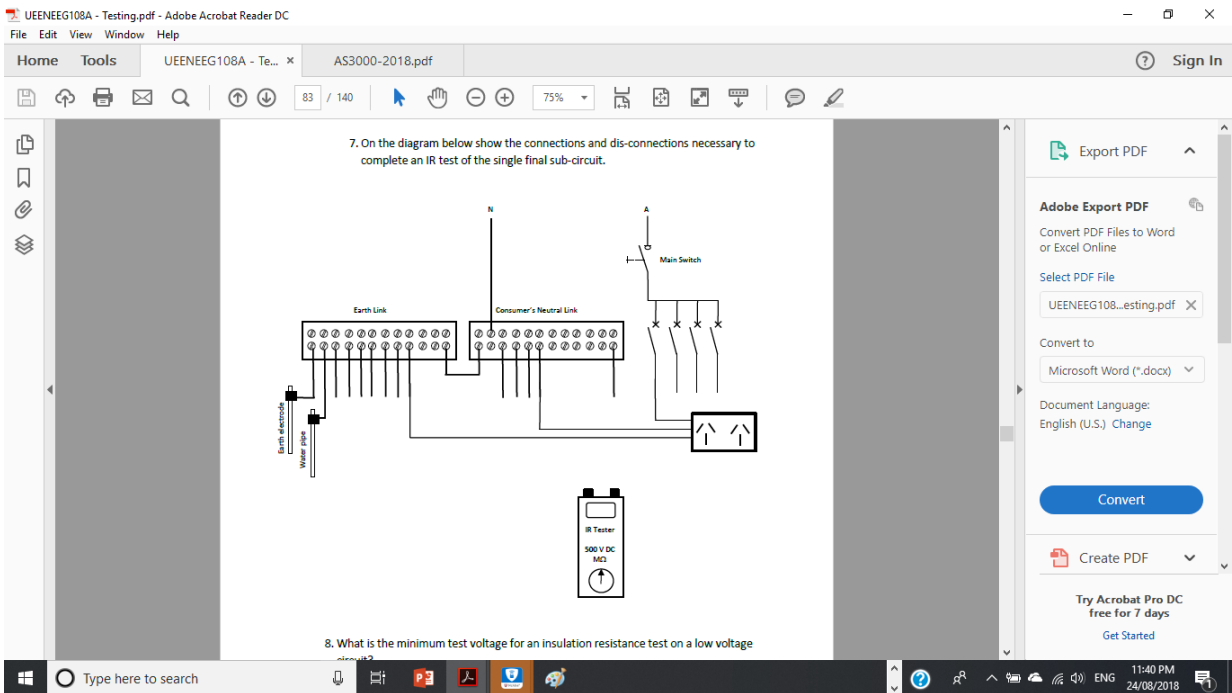 UEENEEG108A - Testing.pdf - Adobe Acrobat Reader DC
File Edit View Window Help
Home Tools UEENEEG108A - Te... × AS3000-2018.pdf Sign In
83 / 140 75%
7. On the diagram below show the connections and dis-connections necessary to
complete an IR test of the single final sub-circuit.
N A
Main Switch
Earth Link Consumer's Neutral Link
Earth electrode
Water pipe
IR Tester
500 V DC
MΩ
8. What is the minimum test voltage for an insulation resistance test on a low voltage
circuit?
Export PDF
Adobe Export PDF
Convert PDF Files to Word
or Excel Online
Select PDF File
UEENEEG108...esting.pdf
Convert to
Microsoft Word (*.docx)
Document Language:
English (U.S.) Change
Convert
Create PDF
Try Acrobat Pro DC
free for 7 days
Get Started
Type here to search
ENG
11:40 PM
24/08/2018
1